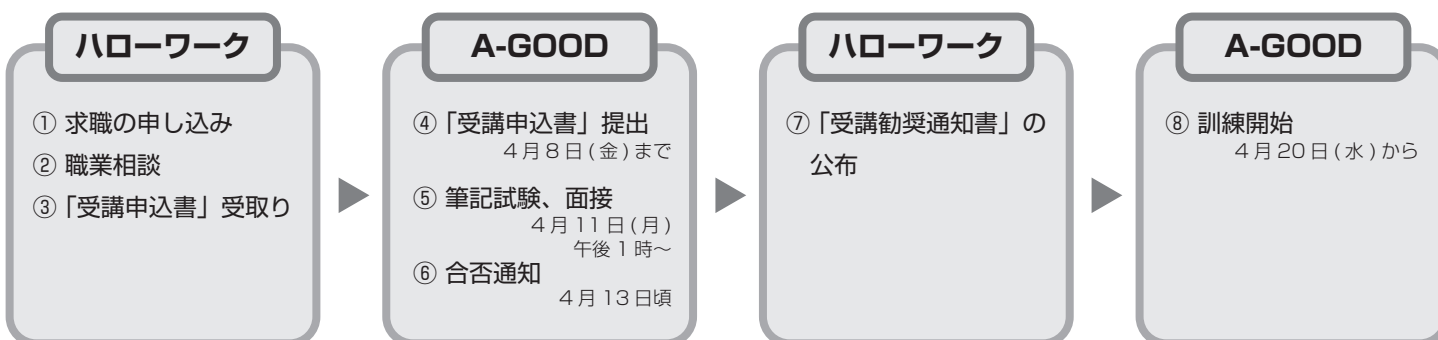 ハローワーク
① 求職の申し込み
② 職業相談
③「受講申込書」受取り
A-GOOD
④「受講申込書」提出
4月8日(金)まで
⑤ 筆記試験、面接
4月11日(月)
午後1時～
⑥ 合否通知
4月13日頃
ハローワーク
⑦「受講勧奨通知書」の
公布
A-GOOD
⑧ 訓練開始
4月20日(水)から